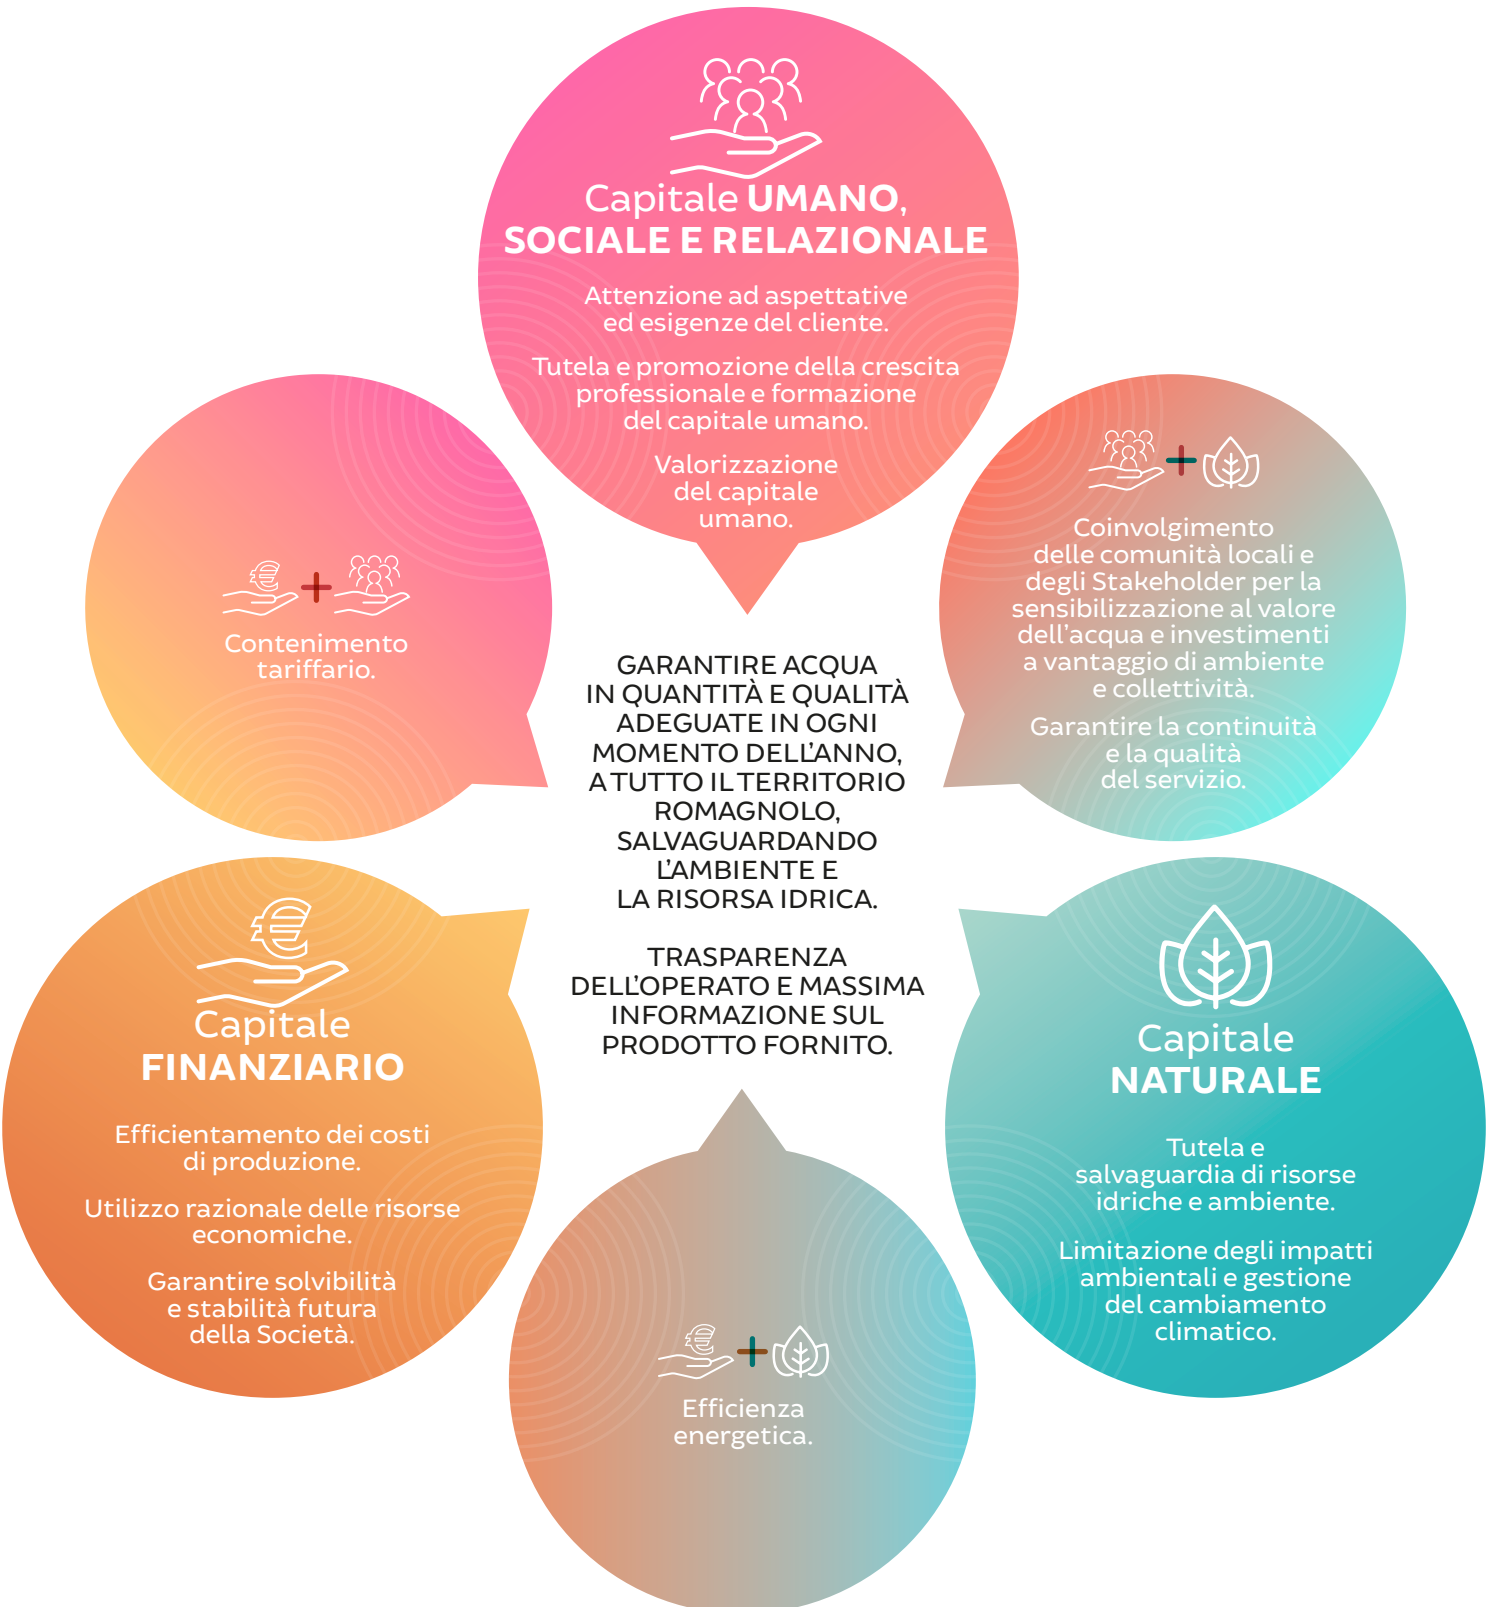 Capitale UMANO,
SOCIALE E RELAZIONALE
Attenzione ad aspettative
ed esigenze del cliente.
Tutela e promozione della crescita
professionale e formazione
del capitale umano.
Valorizzazione
del capitale
umano.
Contenimento
tariffario.
Coinvolgimento
delle comunità locali e
degli Stakeholder per la
sensibilizzazione al valore
dell'acqua e investimenti
a vantaggio di ambiente
e collettività.
Garantire la continuità
e la qualità
del servizio.
GARANTIRE ACQUA
IN QUANTITÀ E QUALITÀ
ADEGUATE IN OGNI
MOMENTO DELL'ANNO,
A TUTTO IL TERRITORIO
ROMAGNOLO,
SALVAGUARDANDO
L'AMBIENTE E
LA RISORSA IDRICA.
TRASPARENZA
DELL'OPERATO E MASSIMA
INFORMAZIONE SUL
PRODOTTO FORNITO.
Capitale
FINANZIARIO
Efficientamento dei costi
di produzione.
Utilizzo razionale delle risorse
economiche.
Garantire solvibilità
e stabilità futura
della Società.
Capitale
NATURALE
Tutela e
salvaguardia di risorse
idriche e ambiente.
Limitazione degli impatti
ambientali e gestione
del cambiamento
climatico.
Efficienza
energetica.